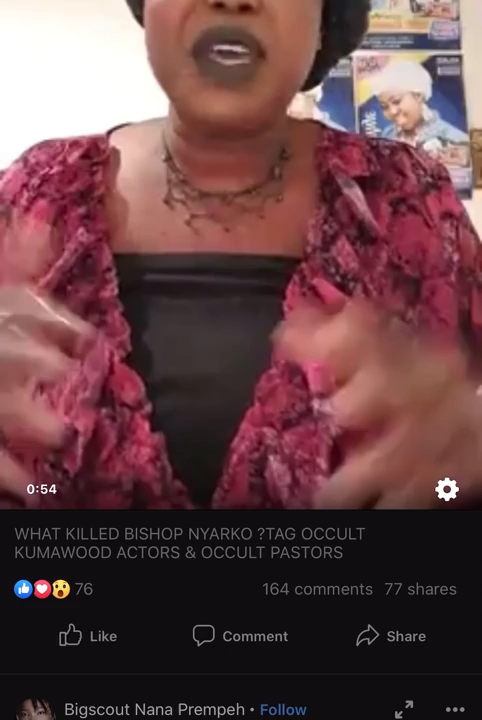 0:54
WHAT KILLED BISHOP NYARKO ?TAG OCCULT
KUMAWOOD ACTORS & OCCULT PASTORS
76
164 comments 77 shares
Like Comment Share
Bigscout Nana Prempeh • Follow